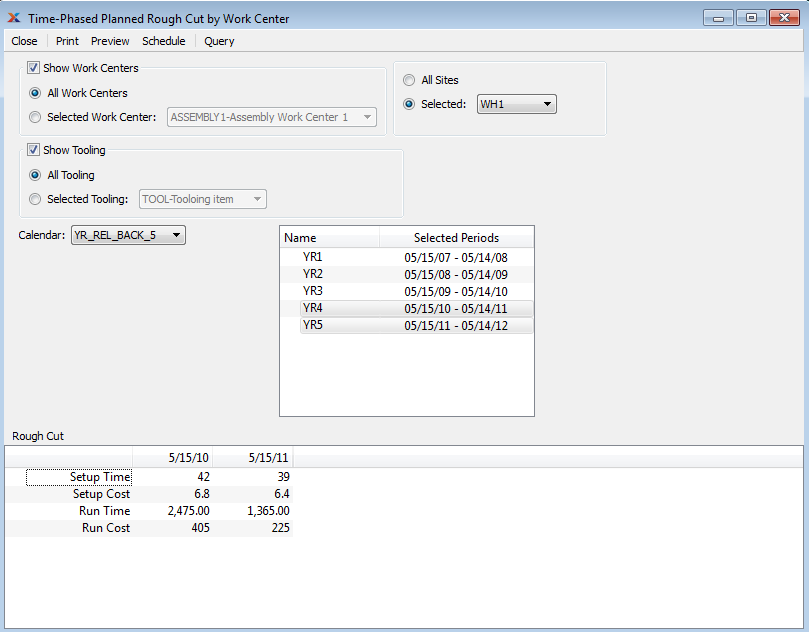 Time-Phased Planned Rough Cut by Work Center
Close Print Preview Schedule Query
Show Work Centers
All Work Centers
Selected Work Center: ASSEMBLY1-Assembly Work Center 1
All Sites
Selected: WH1
Show Tooling
All Tooling
Selected Tooling: TOOL-Tooloing item
Calendar: YR_REL_BACK_5
Name Selected Periods
YR1 05/15/07 - 05/14/08
YR2 05/15/08 - 05/14/09
YR3 05/15/09 - 05/14/10
YR4 05/15/10 - 05/14/11
YR5 05/15/11 - 05/14/12
Rough Cut
5/15/10 5/15/11
Setup Time 42 39
Setup Cost 6.8 6.4
Run Time 2,475.00 1,365.00
Run Cost 405 225